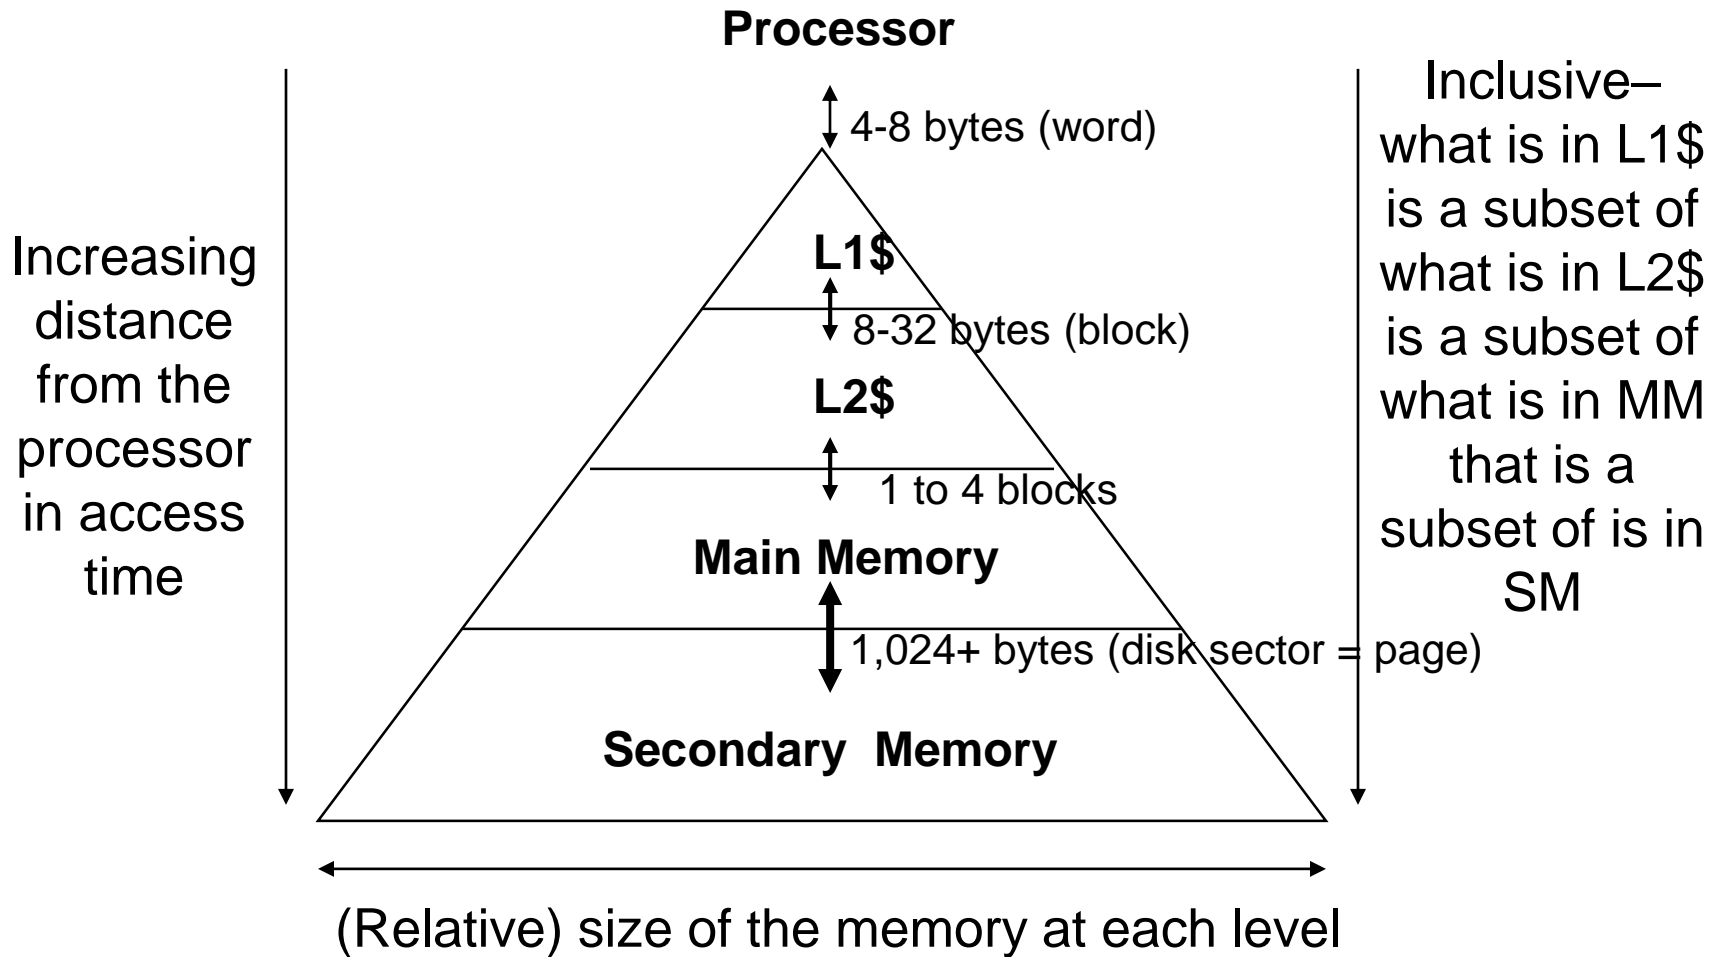 Processor
4-8 bytes (word)
L1$
8-32 bytes (block)
L2$
1 to 4 blocks
Main Memory
1,024+ bytes (disk sector = page)
Secondary Memory
Increasing
distance
from the
processor
in access
time
Inclusive–
what is in L1$
is a subset of
what is in L2$
is a subset of
what is in MM
that is a
subset of is in
SM
(Relative) size of the memory at each level